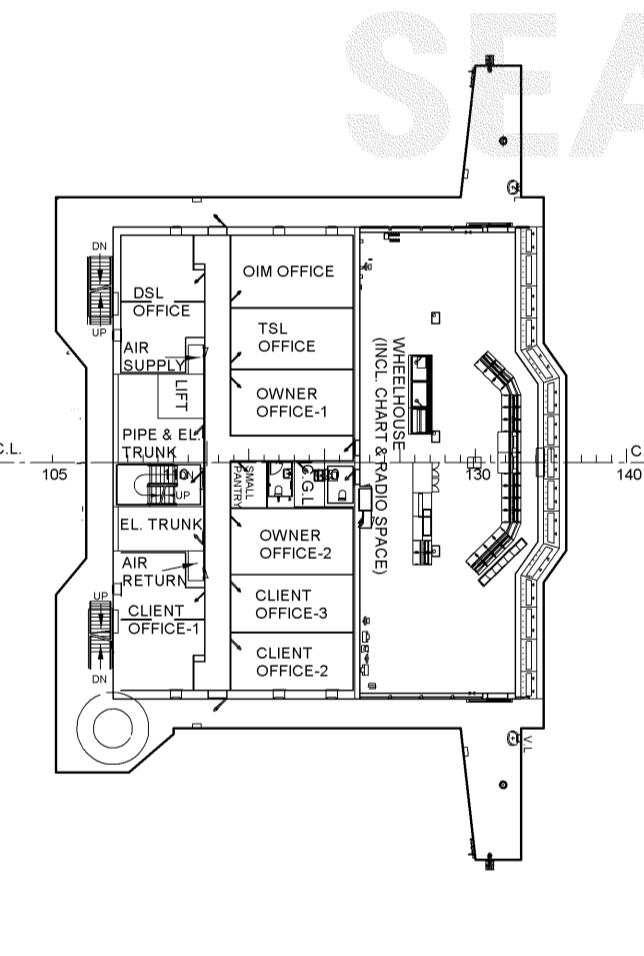 SEA
DN
UP
DSL
OFFICE
OIM OFFICE
TSL
OFFICE
AIR
SUPPLY
LIFT
OWNER
OFFICE-1
WHEELHOUSE
(INCL. CHART & RADIO SPACE)
PIPE & EL.
TRUNK
C.L.
105
DN
UP
SMALL
PANTRY
C.G.L
130
140
EL. TRUNK
OWNER
OFFICE-2
AIR
RETURN
CLIENT
OFFICE-1
CLIENT
OFFICE-3
UP
DN
CLIENT
OFFICE-2
V.L